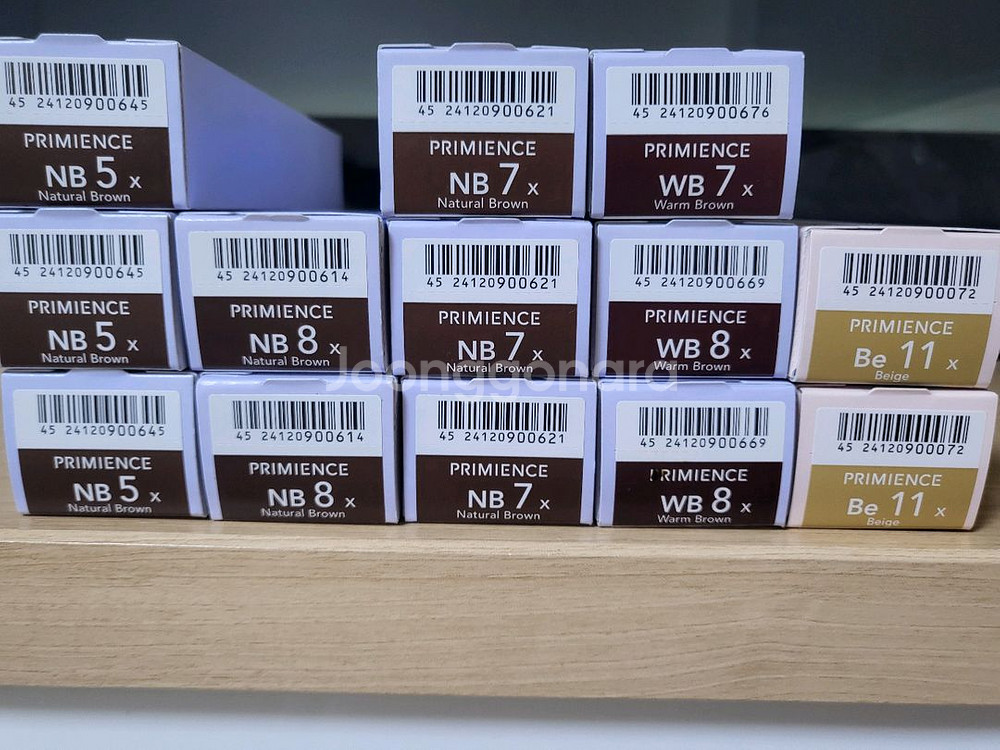 45 24120900645
PRIMIENCE
NB 5 x
Natural Brown
45 24120900621
PRIMIENCE
NB 7 x
Natural Brown
45 24120900676
PRIMIENCE
WB 7 x
Warm Brown
45 24120900645
PRIMIENCE
NB 5 x
Natural Brown
45 24120900614
PRIMIENCE
NB 8 x
Natural Brown
45 24120900621
PRIMIENCE
NB 7 x
Natural Brown
45 24120900669
PRIMIENCE
WB 8 x
Warm Brown
45 24120900072
PRIMIENCE
Be 11 x
Beige
Joonggonara
45 24120900645
PRIMIENCE
NB 5 x
Natural Brown
45 24120900614
PRIMIENCE
NB 8 x
Natural Brown
45 24120900621
PRIMIENCE
NB 7 x
Natural Brown
45 24120900669
PRIMIENCE
WB 8 x
Warm Brown
45 24120900072
PRIMIENCE
Be 11 x
Beige